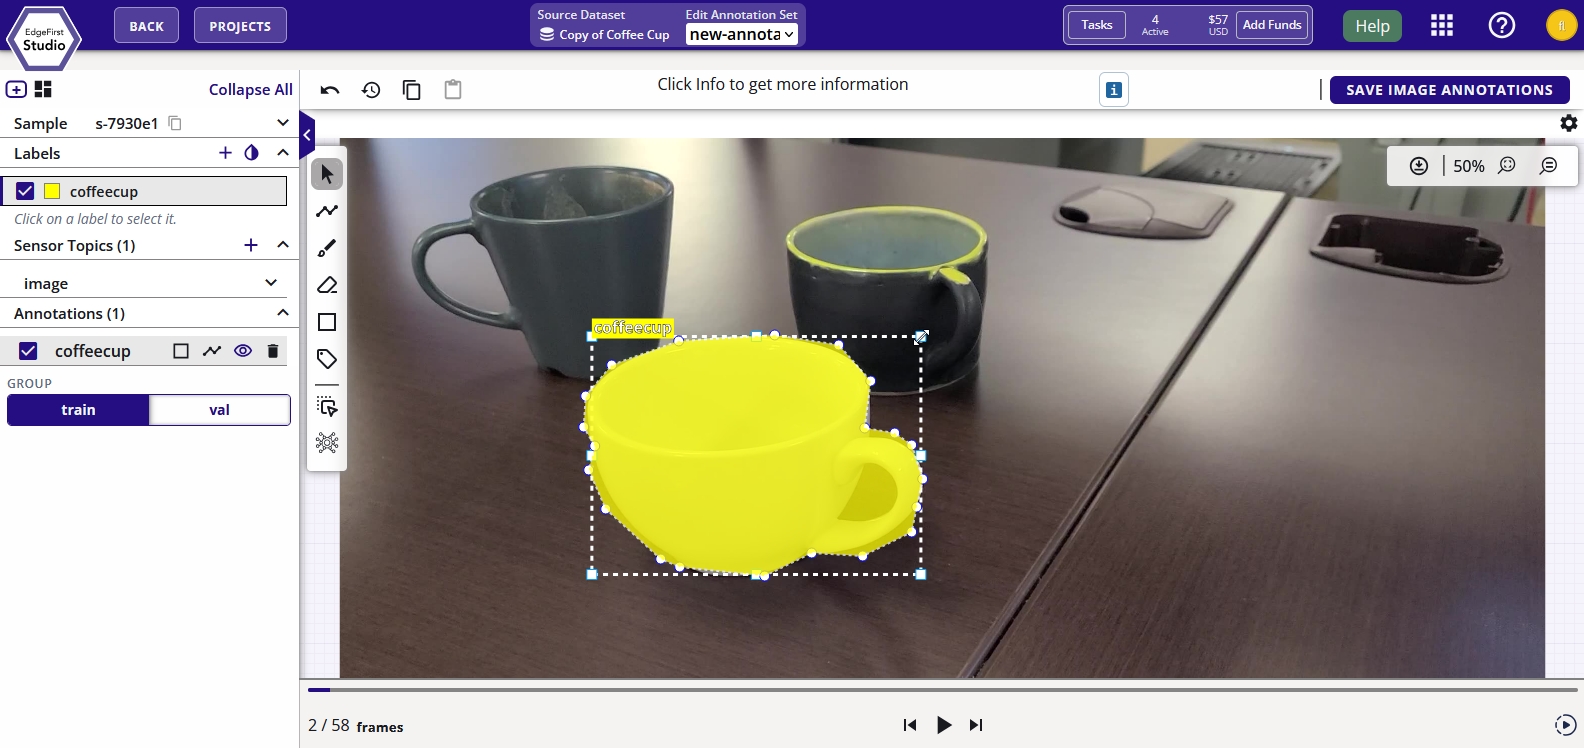 EdgeFirst
Studio
BACK
PROJECTS
Source Dataset
Copy of Coffee Cup
Edit Annotation Set
new-annota
Tasks
4
Active
$57
USD
Add Funds
Help
fl
Collapse All
Click Info to get more information
SAVE IMAGE ANNOTATIONS
Sample s-7930e1
Labels
coffeecup
Click on a label to select it.
Sensor Topics (1)
image
Annotations (1)
coffeecup
GROUP
train
val
50%
coffeecup
2 / 58 frames